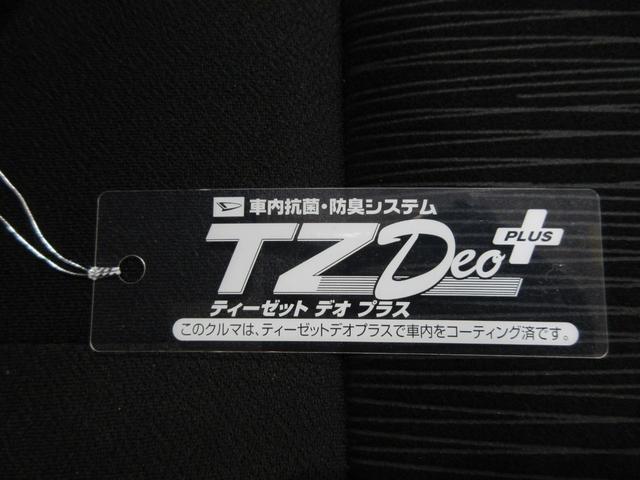 車内抗菌・防臭システム
TZ Deo PLUS
ティーゼット デオ プラス
このクルマは、ティーゼットデオプラスで車内をコーティング済です。